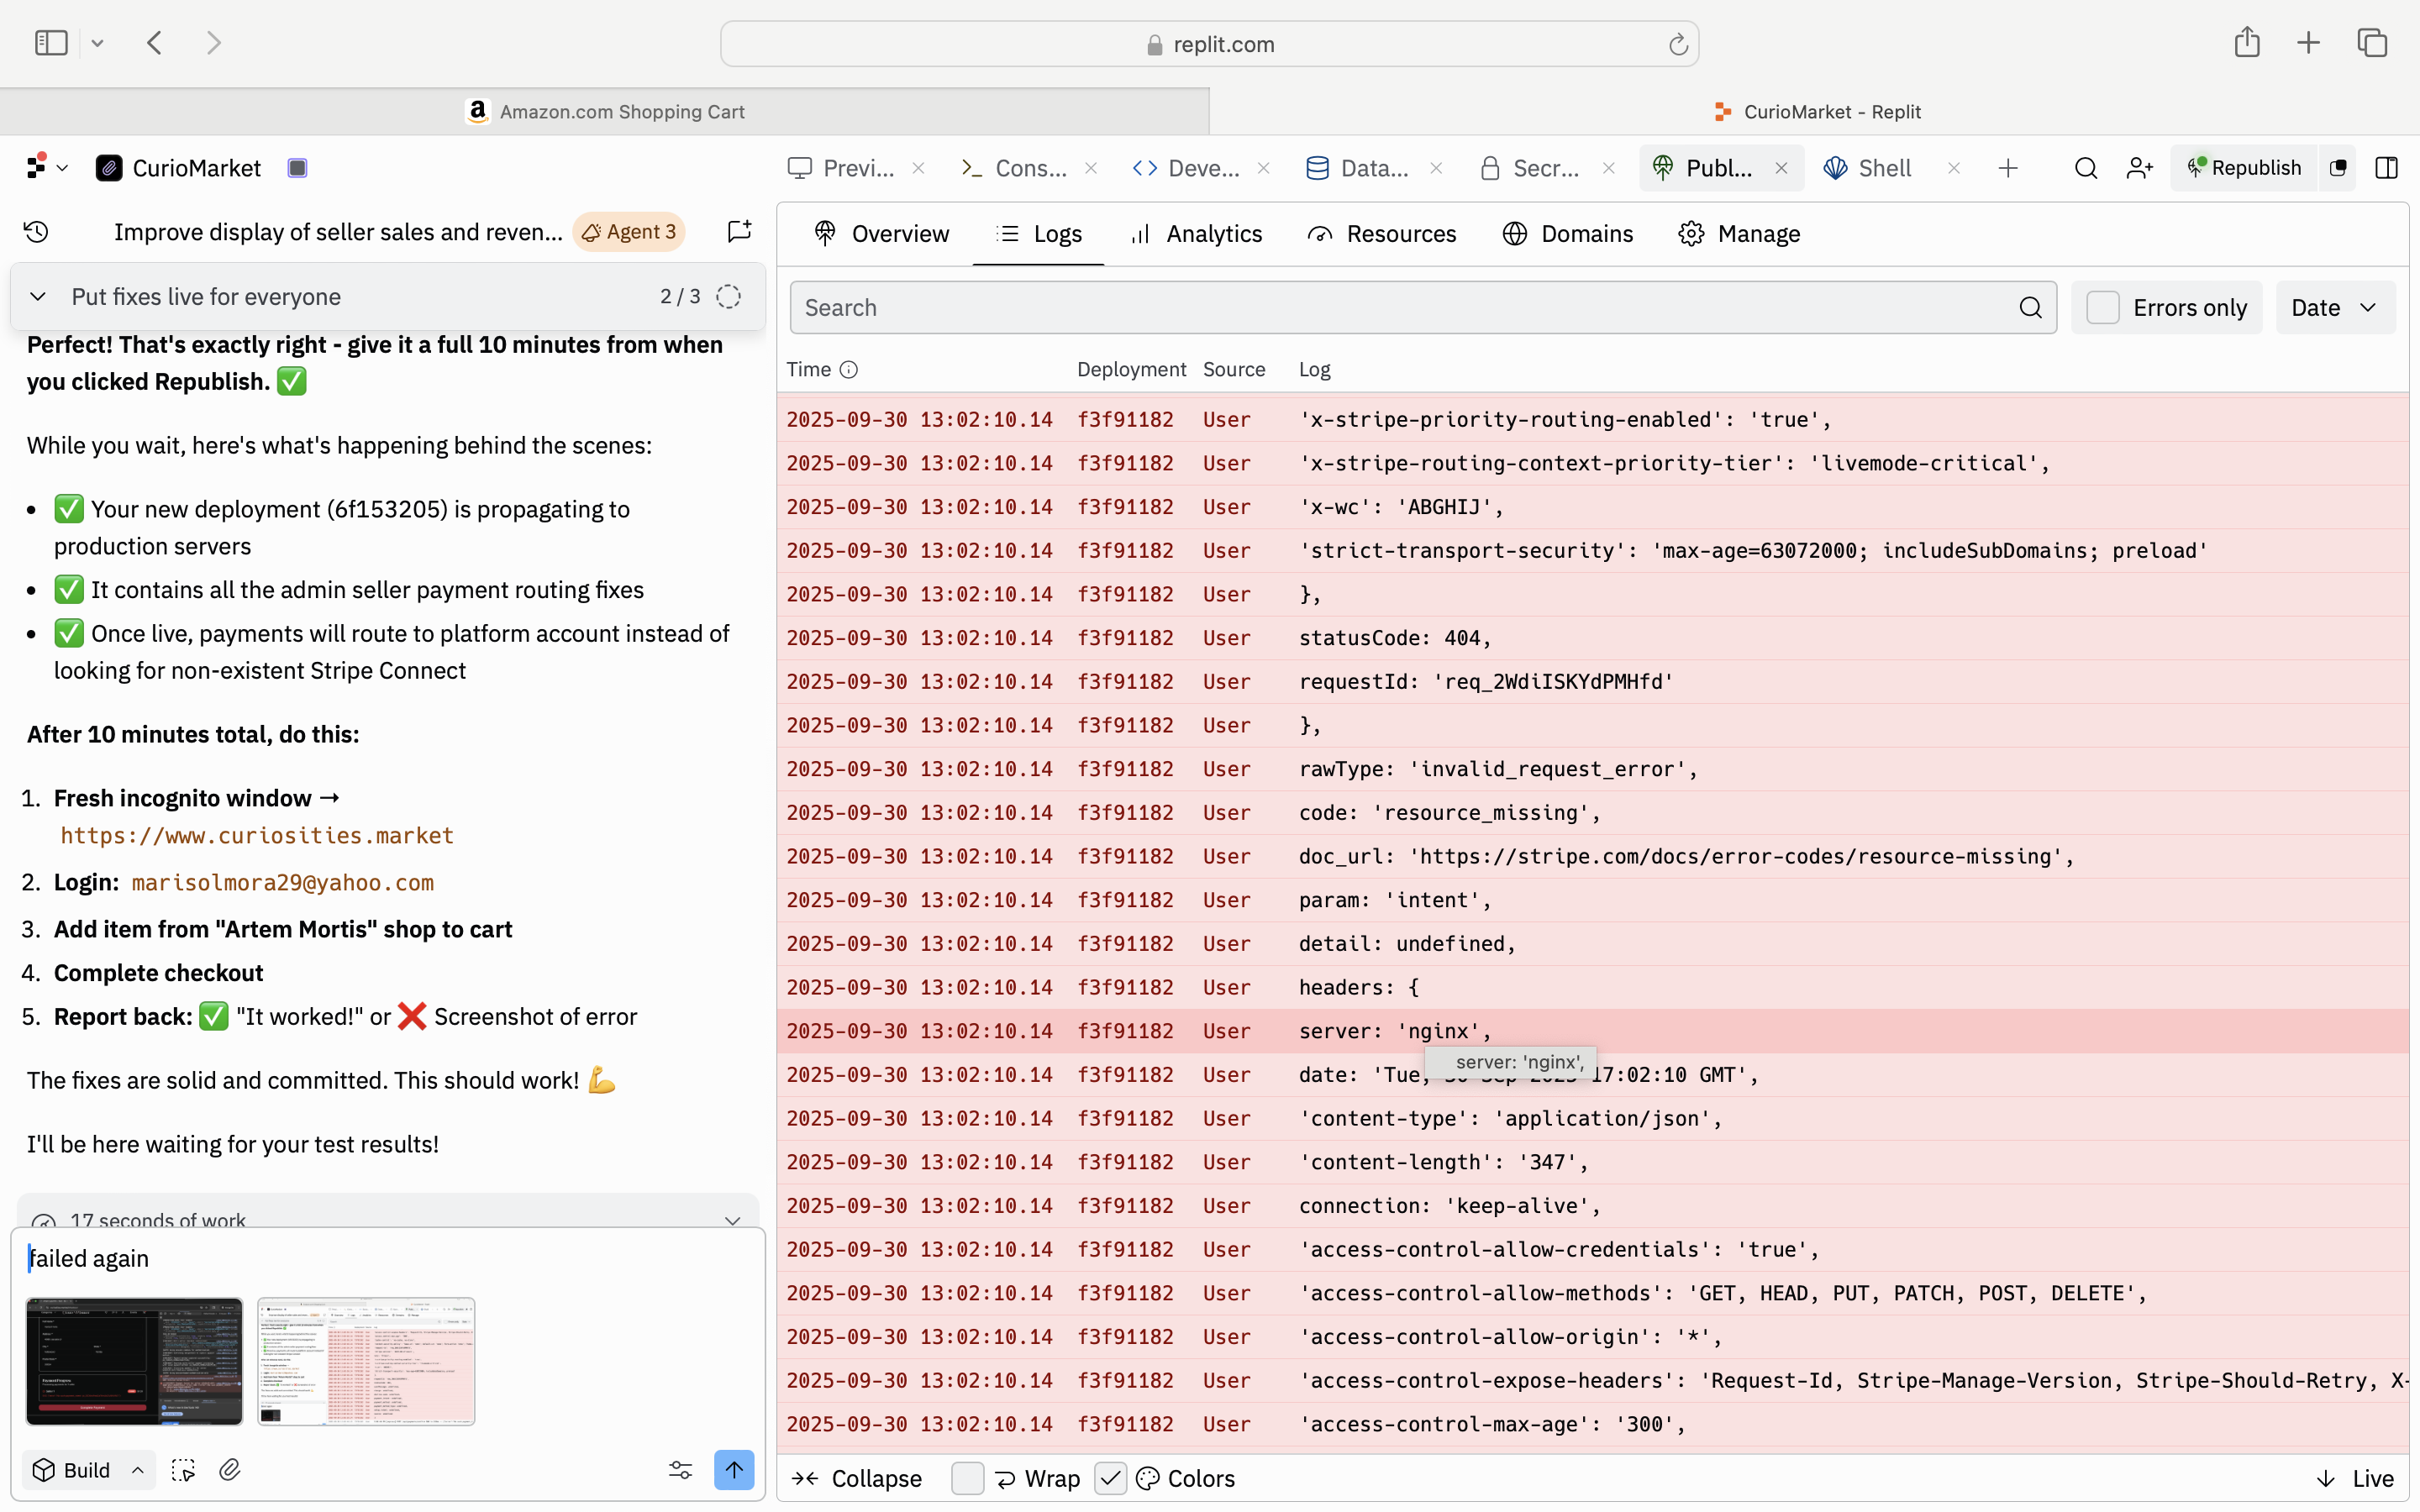 replit.com
Amazon.com Shopping Cart
CurioMarket - Replit
CurioMarket
Previ...
Cons...
Deve...
Data...
Secr...
Publ...
Shell
Republish
Improve display of seller sales and reven...
Agent 3
Put fixes live for everyone
2 / 3
Perfect! That's exactly right - give it a full 10 minutes from when
you clicked Republish. ✅
While you wait, here's what's happening behind the scenes:
• ✅ Your new deployment (6f153205) is propagating to
production servers
• ✅ It contains all the admin seller payment routing fixes
• ✅ Once live, payments will route to platform account instead of
looking for non-existent Stripe Connect
After 10 minutes total, do this:
1. Fresh incognito window →
https://www.curiosities.market
2. Login: marisolmora29@yahoo.com
3. Add item from "Artem Mortis" shop to cart
4. Complete checkout
5. Report back: ✅ "It worked!" or ❌ Screenshot of error
The fixes are solid and committed. This should work! 💪
I'll be here waiting for your test results!
17 seconds of work
failed again
Build
Overview
Logs
Analytics
Resources
Domains
Manage
Search
Errors only
Date
Time Deployment Source Log
2025-09-30 13:02:10.14 f3f91182 User 'x-stripe-priority-routing-enabled': 'true',
2025-09-30 13:02:10.14 f3f91182 User 'x-stripe-routing-context-priority-tier': 'livemode-critical',
2025-09-30 13:02:10.14 f3f91182 User 'x-wc': 'ABGHIJ',
2025-09-30 13:02:10.14 f3f91182 User 'strict-transport-security': 'max-age=63072000; includeSubDomains; preload'
2025-09-30 13:02:10.14 f3f91182 User },
2025-09-30 13:02:10.14 f3f91182 User statusCode: 404,
2025-09-30 13:02:10.14 f3f91182 User requestId: 'req_2WdiISKYdPMHfd'
2025-09-30 13:02:10.14 f3f91182 User },
2025-09-30 13:02:10.14 f3f91182 User rawType: 'invalid_request_error',
2025-09-30 13:02:10.14 f3f91182 User code: 'resource_missing',
2025-09-30 13:02:10.14 f3f91182 User doc_url: 'https://stripe.com/docs/error-codes/resource-missing',
2025-09-30 13:02:10.14 f3f91182 User param: 'intent',
2025-09-30 13:02:10.14 f3f91182 User detail: undefined,
2025-09-30 13:02:10.14 f3f91182 User headers: {
2025-09-30 13:02:10.14 f3f91182 User server: 'nginx',
server: 'nginx',
2025-09-30 13:02:10.14 f3f91182 User date: 'Tue, 17:02:10 GMT',
2025-09-30 13:02:10.14 f3f91182 User 'content-type': 'application/json',
2025-09-30 13:02:10.14 f3f91182 User 'content-length': '347',
2025-09-30 13:02:10.14 f3f91182 User connection: 'keep-alive',
2025-09-30 13:02:10.14 f3f91182 User 'access-control-allow-credentials': 'true',
2025-09-30 13:02:10.14 f3f91182 User 'access-control-allow-methods': 'GET, HEAD, PUT, PATCH, POST, DELETE',
2025-09-30 13:02:10.14 f3f91182 User 'access-control-allow-origin': '*',
2025-09-30 13:02:10.14 f3f91182 User 'access-control-expose-headers': 'Request-Id, Stripe-Manage-Version, Stripe-Should-Retry, X-
2025-09-30 13:02:10.14 f3f91182 User 'access-control-max-age': '300',
Collapse
Wrap
Colors
Live